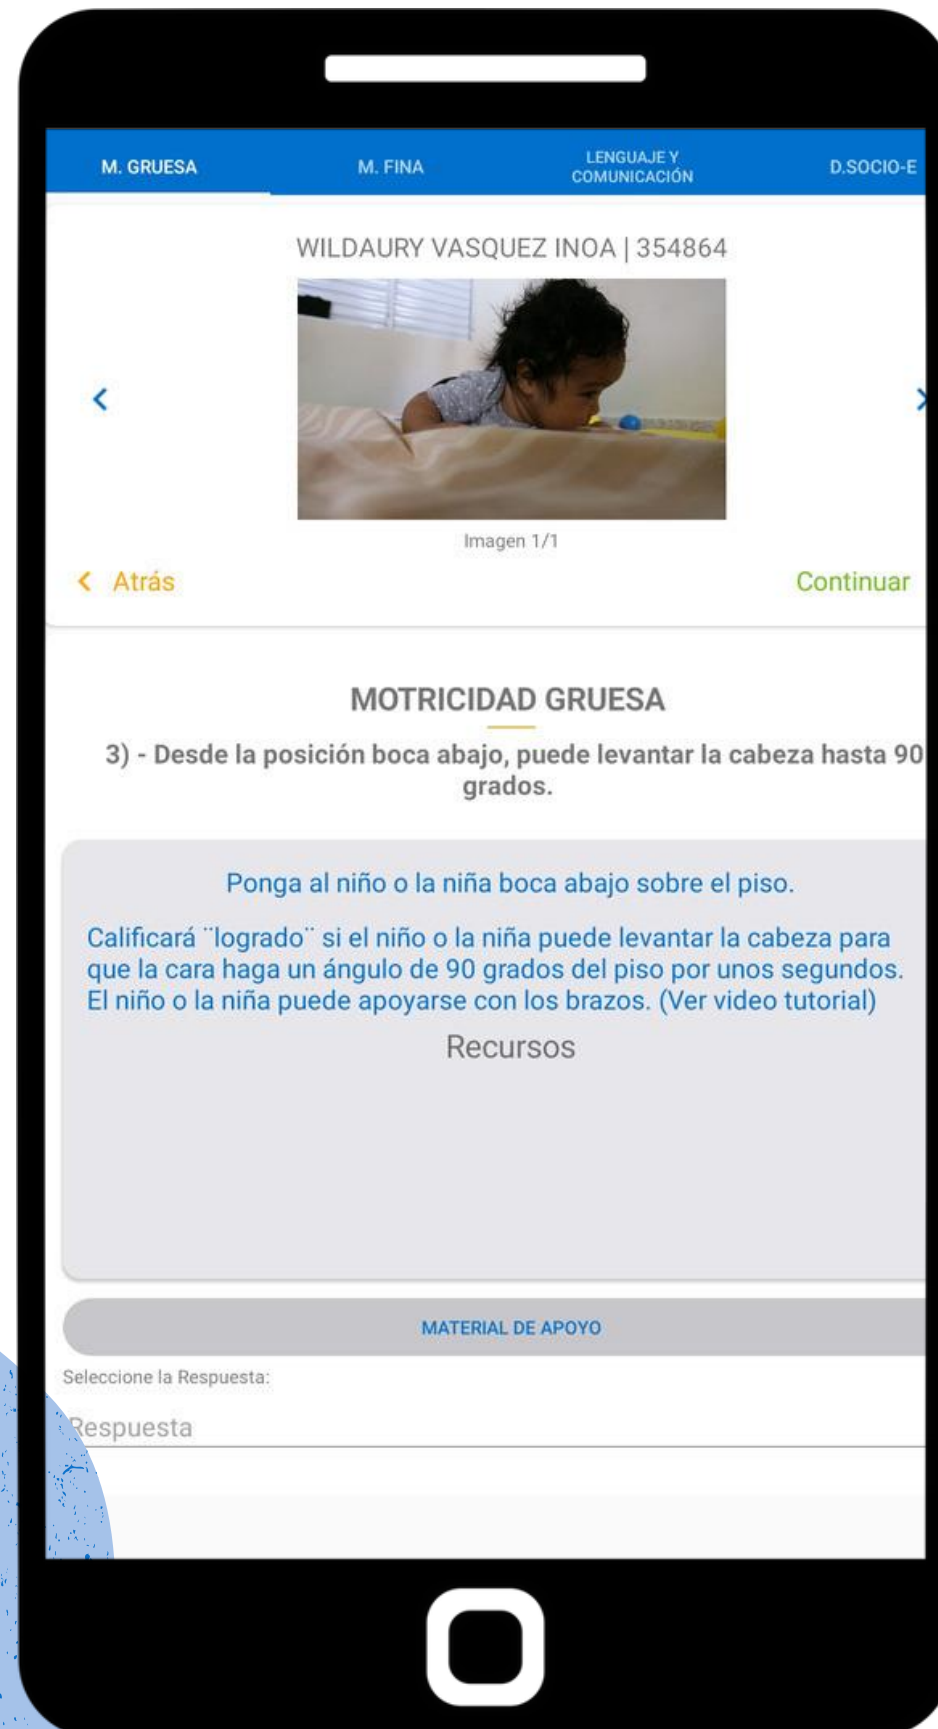 M. GRUESA
M. FINA
LENGUAJE Y
COMUNICACIÓN
D.SOCIO-E
WILDAURY VASQUEZ INOA | 354864
Imagen 1/1
Atrás
Continuar
MOTRICIDAD GRUESA
3) - Desde la posición boca abajo, puede levantar la cabeza hasta 90
grados.
Ponga al niño o la niña boca abajo sobre el piso.
Calificará ¨logrado¨ si el niño o la niña puede levantar la cabeza para
que la cara haga un ángulo de 90 grados del piso por unos segundos.
El niño o la niña puede apoyarse con los brazos. (Ver video tutorial)
Recursos
MATERIAL DE APOYO
Seleccione la Respuesta:
Respuesta